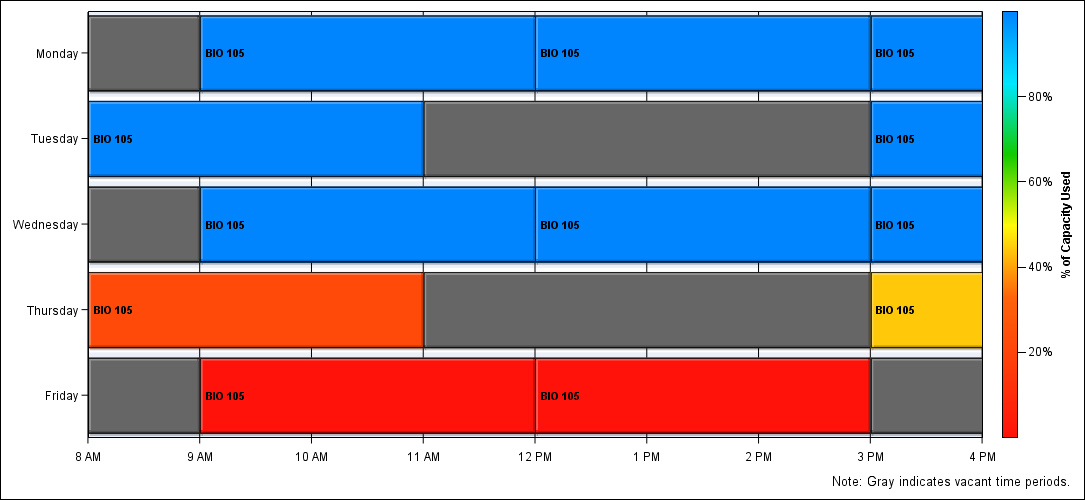 Monday
BIO 105
BIO 105
BIO 105
Tuesday
BIO 105
BIO 105
Wednesday
BIO 105
BIO 105
BIO 105
Thursday
BIO 105
BIO 105
Friday
BIO 105
BIO 105
8 AM
9 AM
10 AM
11 AM
12 PM
1 PM
2 PM
3 PM
4 PM
80%
60%
40%
20%
% of Capacity Used
Note: Gray indicates vacant time periods.